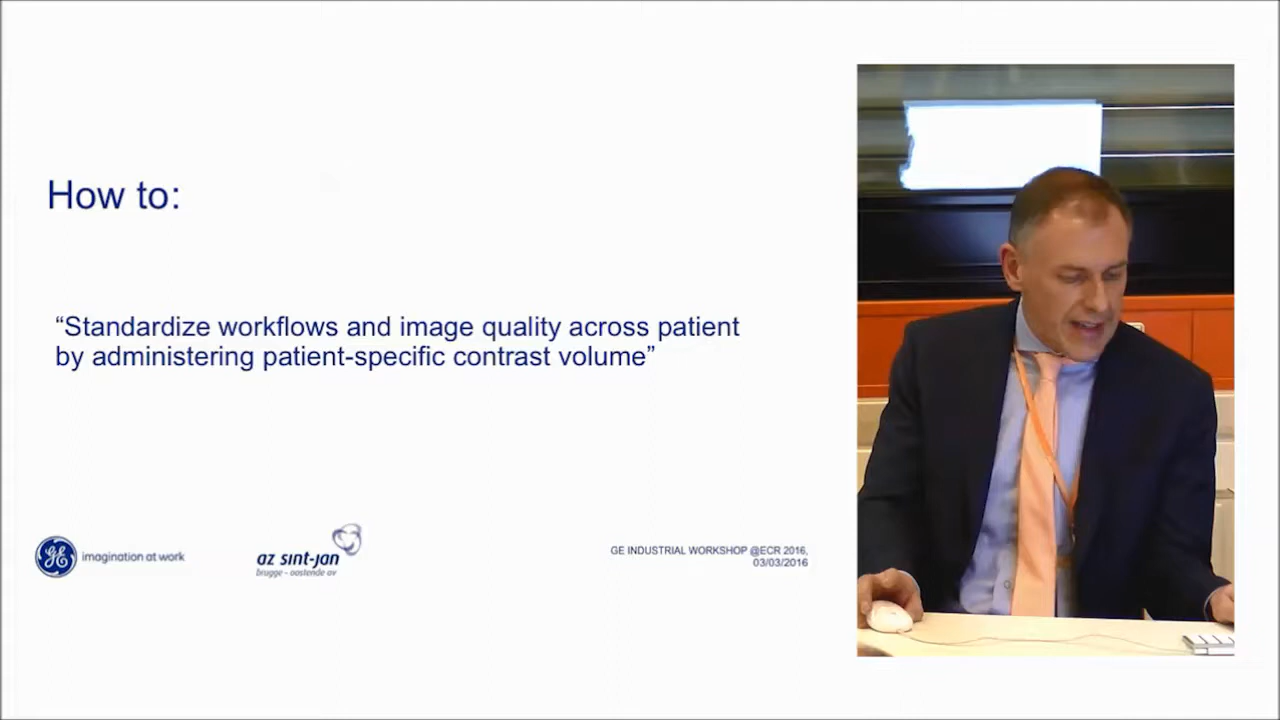 How to:
“Standardize workflows and image quality across patient
by administering patient-specific contrast volume”
GE imagination at work
az sint-jan
brugge - oostende av
GE INDUSTRIAL WORKSHOP @ECR 2016,
03/03/2016